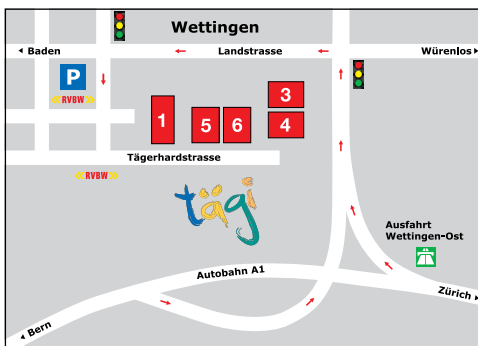 Wettingen
Baden
Landstrasse
Würenlos
P
RVBW
3
1
5
6
4
Tägerhardstrasse
RVBW
tägi
Ausfahrt
Wettingen-Ost
Autobahn A1
Zürich
Bern